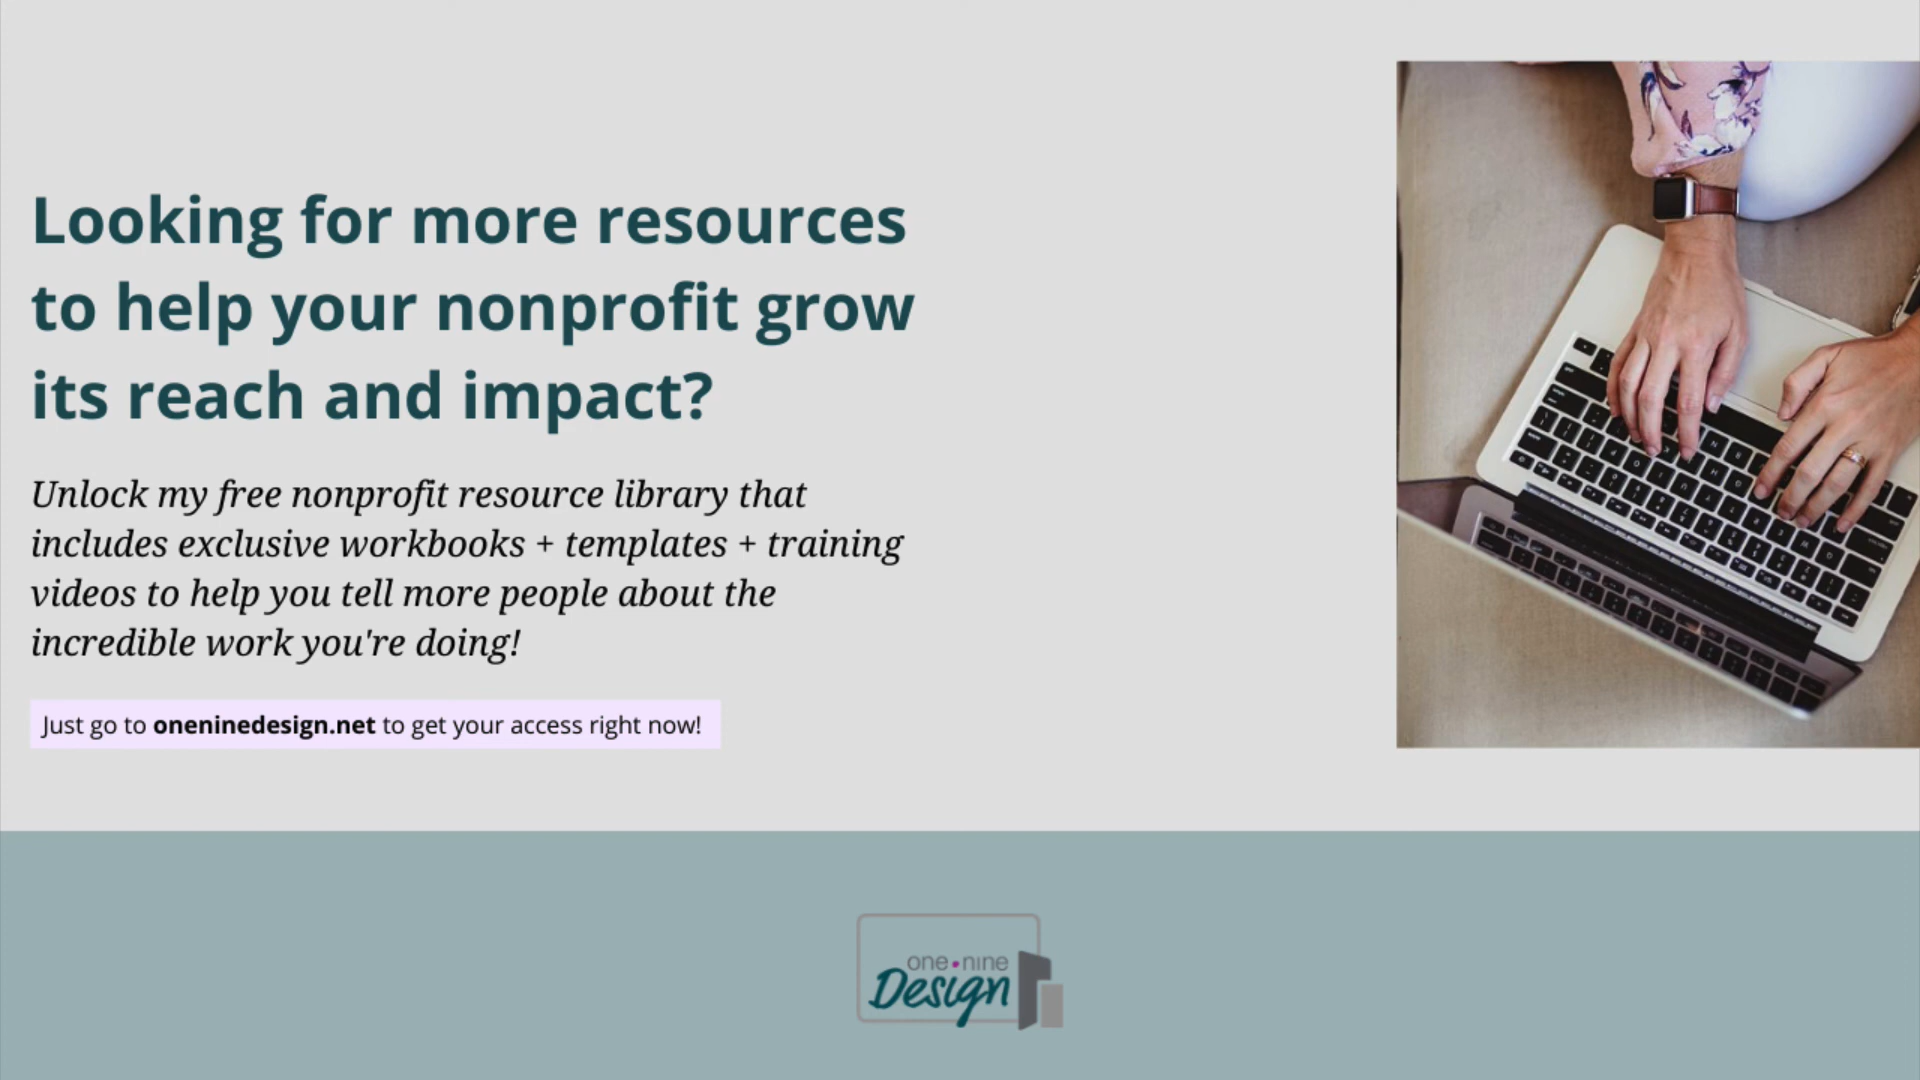 Looking for more resources
to help your nonprofit grow
its reach and impact?
Unlock my free nonprofit resource library that
includes exclusive workbooks + templates + training
videos to help you tell more people about the
incredible work you're doing!
Just go to oneninedesign.net to get your access right now!
one•nine
Design